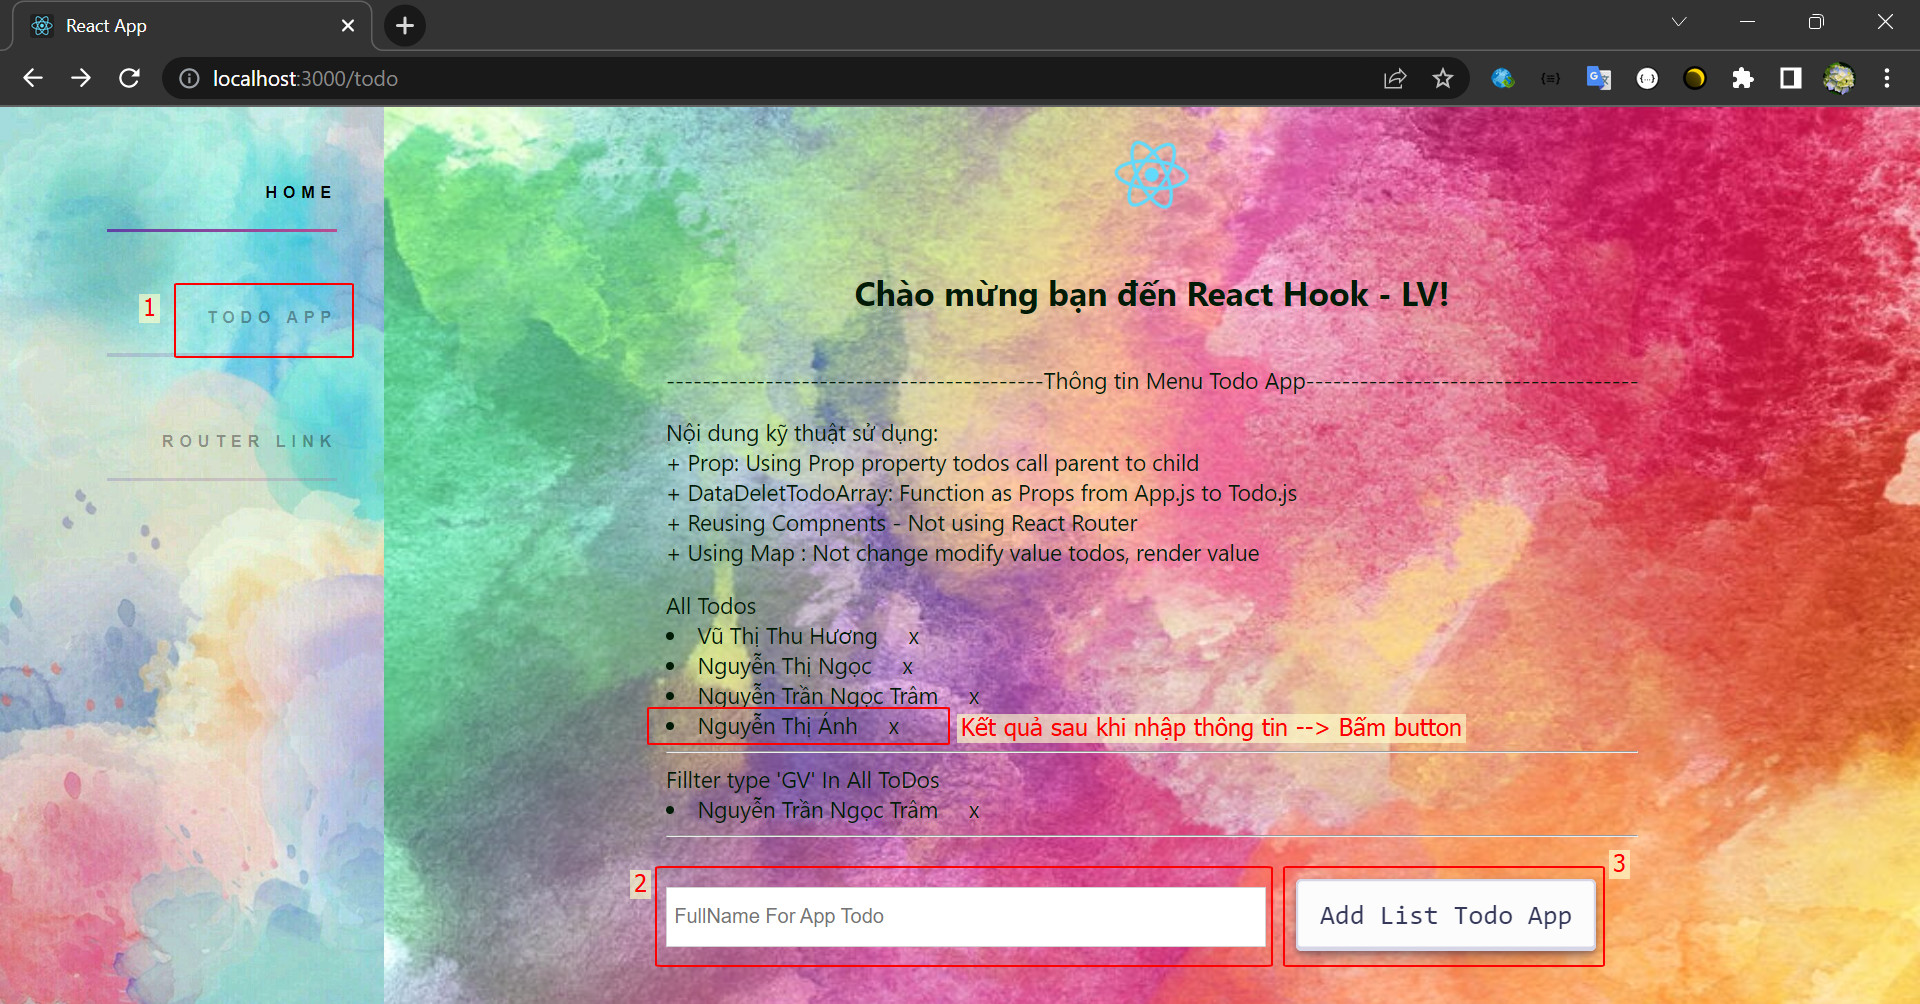 React App
localhost:3000/todo
HOME
1
TODO APP
ROUTER LINK
Chào mừng bạn đến React Hook - LV!
------------------------------------------Thông tin Menu Todo App-------------------------------------
Nội dung kỹ thuật sử dụng:
+ Prop: Using Prop property todos call parent to child
+ DataDeletTodoArray: Function as Props from App.js to Todo.js
+ Reusing Compnents - Not using React Router
+ Using Map : Not change modify value todos, render value
All Todos
• Vũ Thị Thu Hương x
• Nguyễn Thị Ngọc x
• Nguyễn Trần Ngọc Trâm x
• Nguyễn Thị Ánh x Kết quả sau khi nhập thông tin --> Bấm button
Fillter type 'GV' In All ToDos
• Nguyễn Trần Ngọc Trâm x
2
FullName For App Todo
3
Add List Todo App